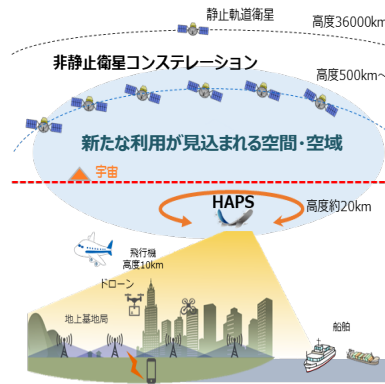 静止軌道衛星
高度36000km
非静止衛星コンステレーション
高度500km～
新たな利用が見込まれる空間・空域
宇宙
HAPS
高度約20km
飛行機
高度10km
ドローン
地上基地局
船舶